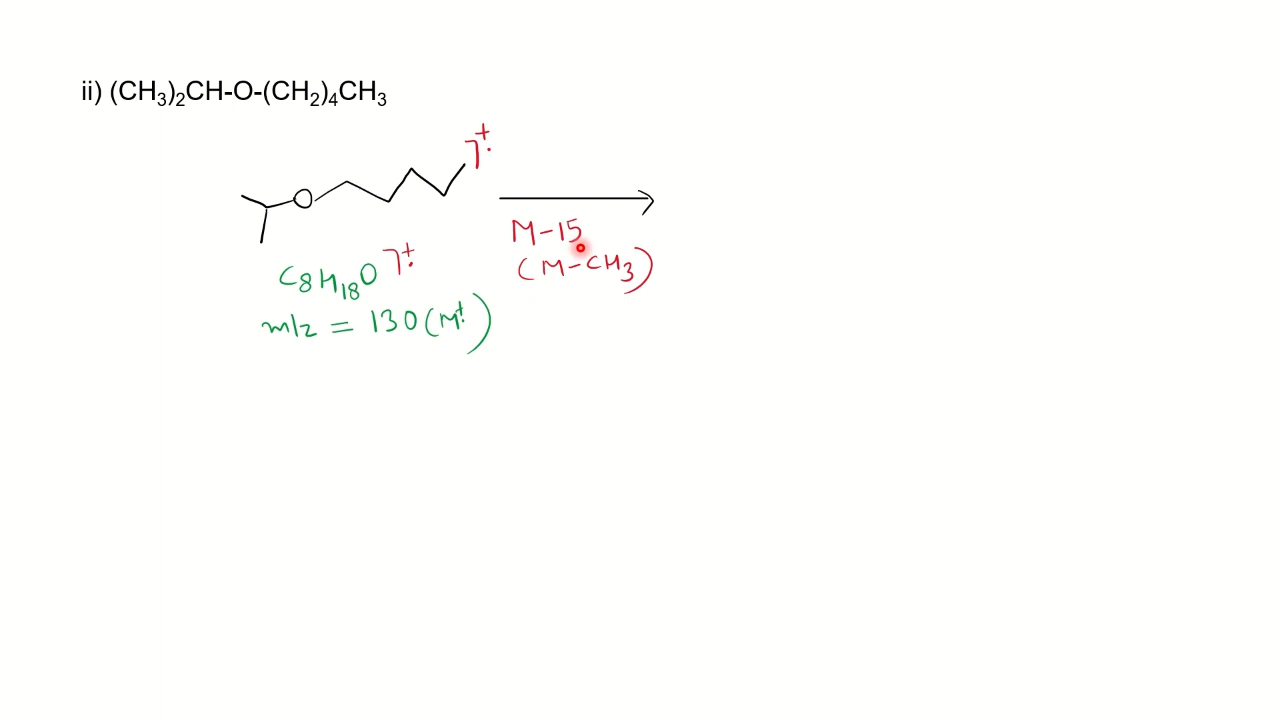 ii) (CH₃)₂CH-O-(CH₂)₄CH₃
O ⌉⁺·
M-15
(M-CH₃)
C₈H₁₈O ⌉⁺·
m/z = 130 (M⁺·)